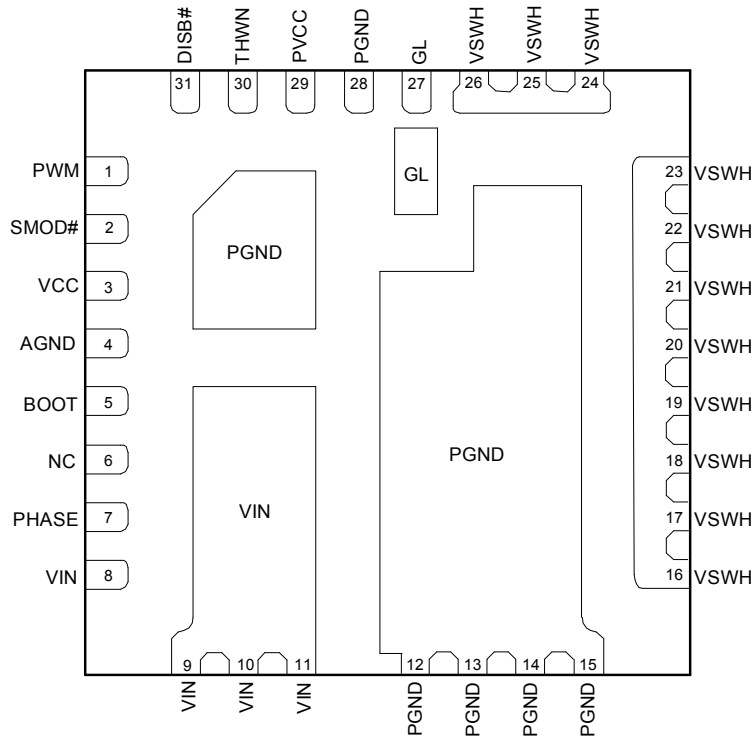 DISB#
THWN
PVCC
PGND
GL
VSWH
VSWH
VSWH
31
30
29
28
27
26
25
24
PWM 1
SMOD# 2
VCC 3
AGND 4
BOOT 5
NC 6
PHASE 7
VIN 8
PGND
GL
VIN
PGND
23 VSWH
22 VSWH
21 VSWH
20 VSWH
19 VSWH
18 VSWH
17 VSWH
16 VSWH
9
10
11
12
13
14
15
VIN
VIN
VIN
PGND
PGND
PGND
PGND